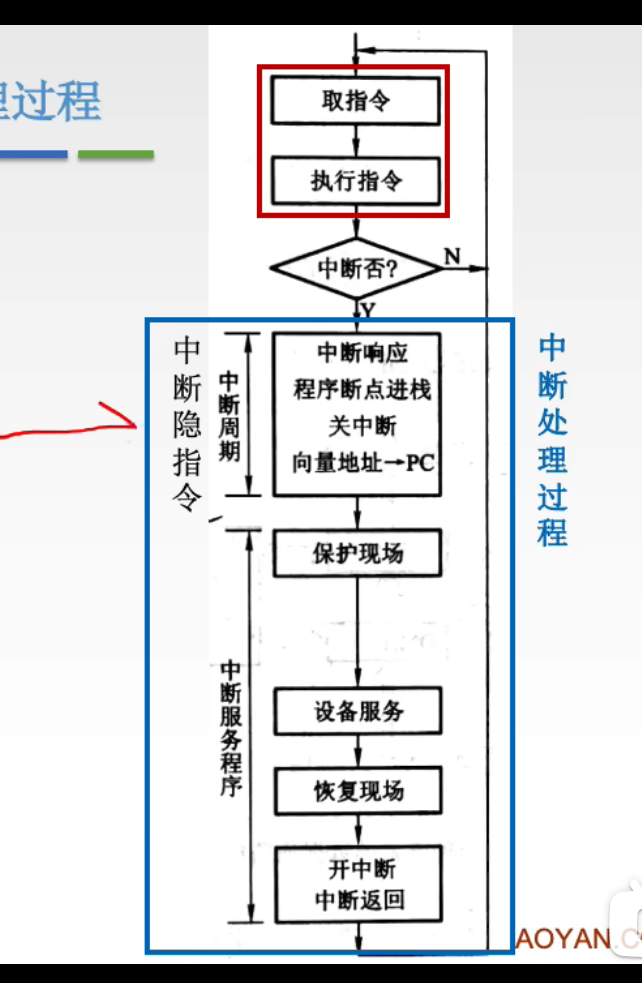 理过程
取指令
执行指令
中断否?
N
Y
中断响应
程序断点进栈
关中断
向量地址→PC
中断周期
中断隐指令
保护现场
设备服务
恢复现场
开中断
中断返回
中断服务程序
中断处理过程
AOYAN.C